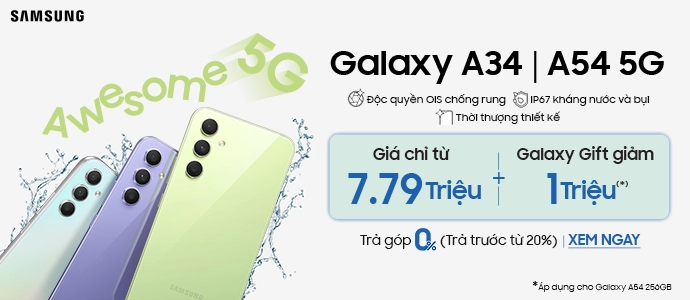 SAMSUNG
Awesome 5G
Galaxy A34 | A54 5G
Độc quyền OIS chống rung IP67 kháng nước và bụi
Thời thượng thiết kế
Giá chỉ từ
7.79 Triệu
+
Galaxy Gift giảm
1 Triệu(*)
Trả góp 0% (Trả trước từ 20%) | XEM NGAY
*Áp dụng cho Galaxy A54 256GB
SAMSUNG